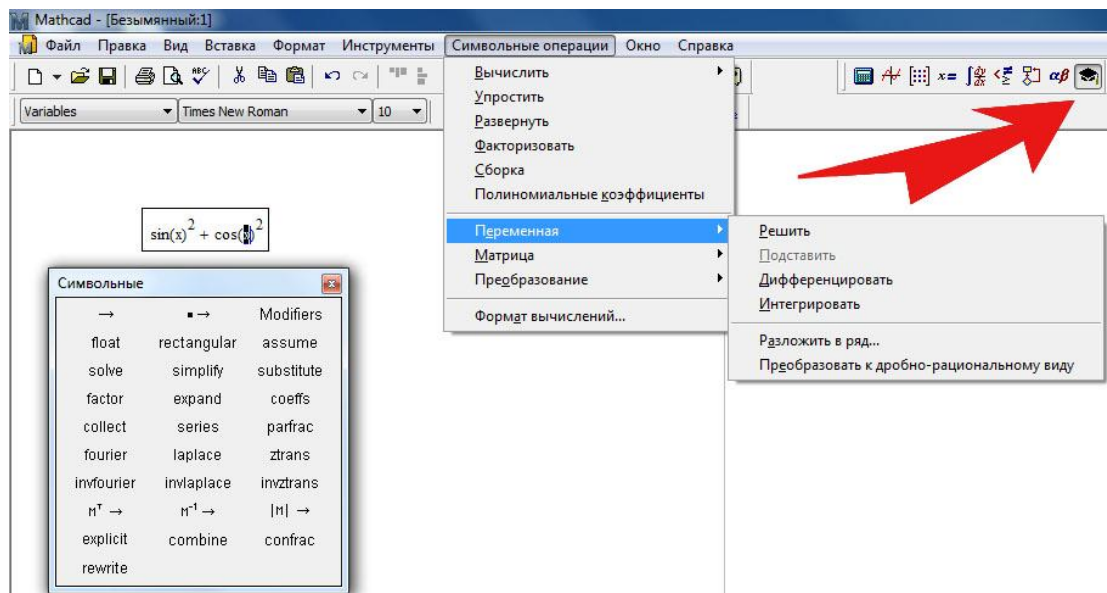 Mathcad - [Безымянный:1]
Файл Правка Вид Вставка Формат Инструменты Символьные операции Окно Справка
Variables Times New Roman 10
Вычислить
Упростить
Развернуть
Факторизовать
Сборка
Полиномиальные коэффициенты
Переменная
Матрица
Преобразование
Формат вычислений...
Решить
Подставить
Дифференцировать
Интегрировать
Разложить в ряд...
Преобразовать к дробно-рациональному виду
sin(x)² + cos(x)²
Символьные
→ ▪ → Modifiers
float rectangular assume
solve simplify substitute
factor expand coeffs
collect series parfrac
fourier laplace ztrans
invfourier invlaplace invztrans
Mᵀ → M⁻¹ → |M| →
explicit combine confrac
rewrite